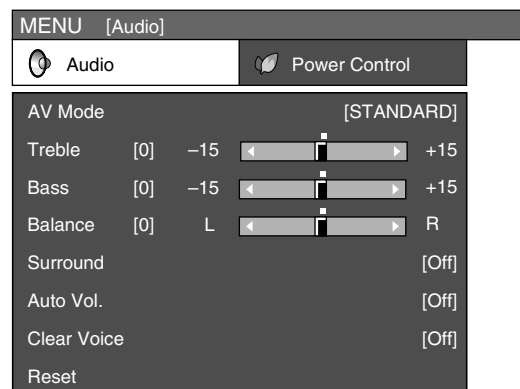 MENU [Audio]
Audio Power Control
AV Mode [STANDARD]
Treble [0] –15 +15
Bass [0] –15 +15
Balance [0] L R
Surround [Off]
Auto Vol. [Off]
Clear Voice [Off]
Reset